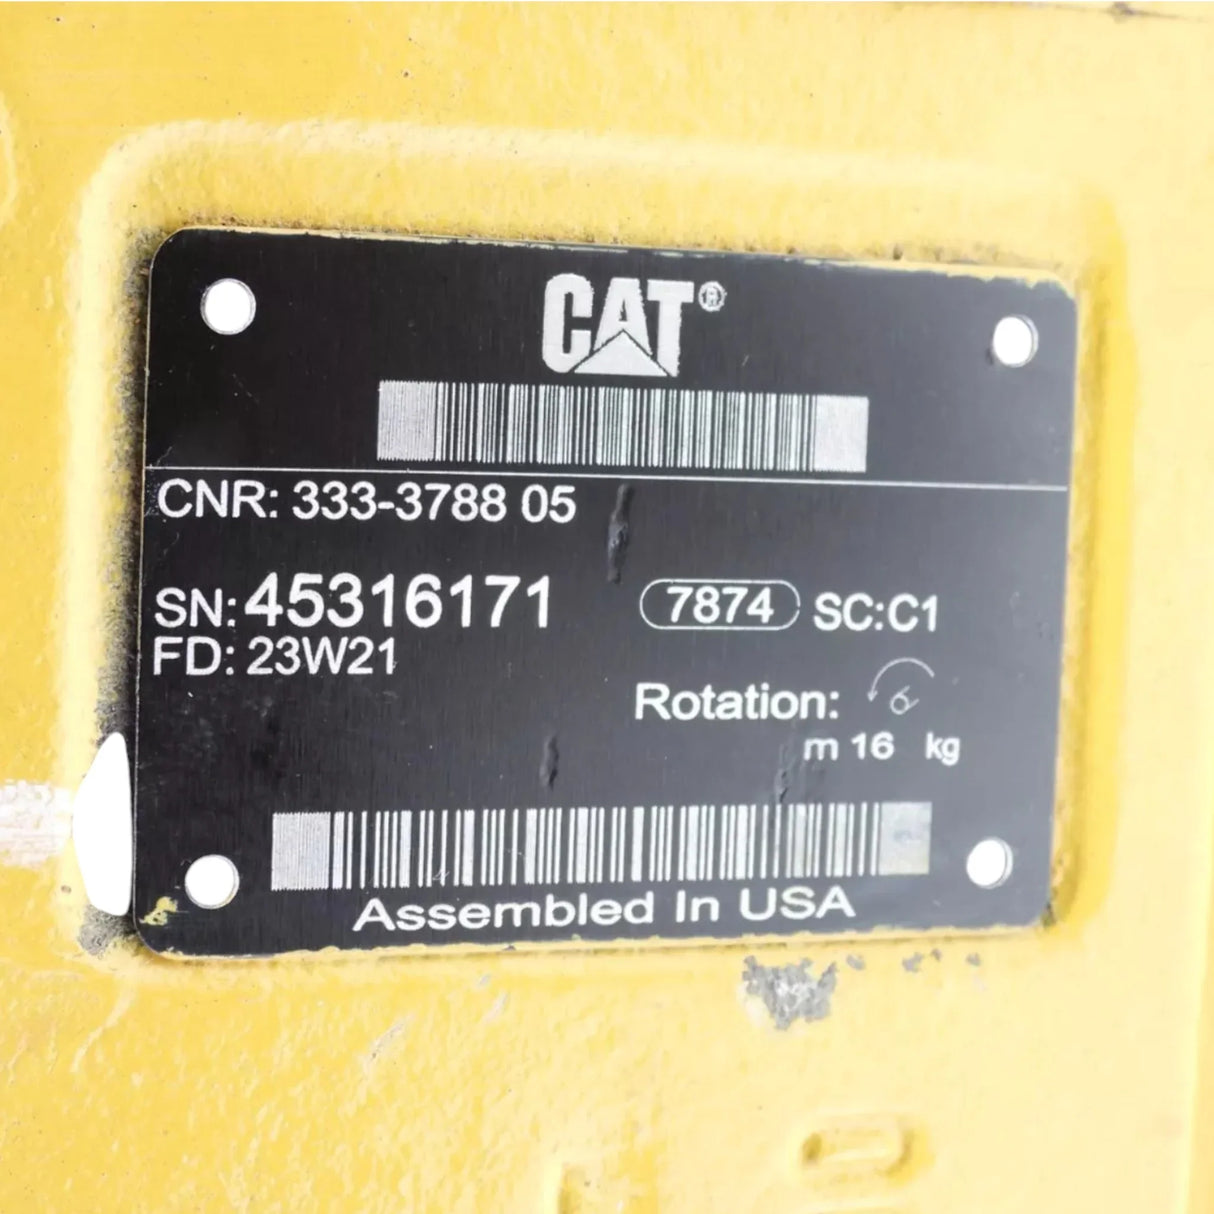 CAT®
CNR: 333-3788 05
SN: 45316171
7874 SC:C1
FD: 23W21
Rotation:
m 16 kg
Assembled In USA